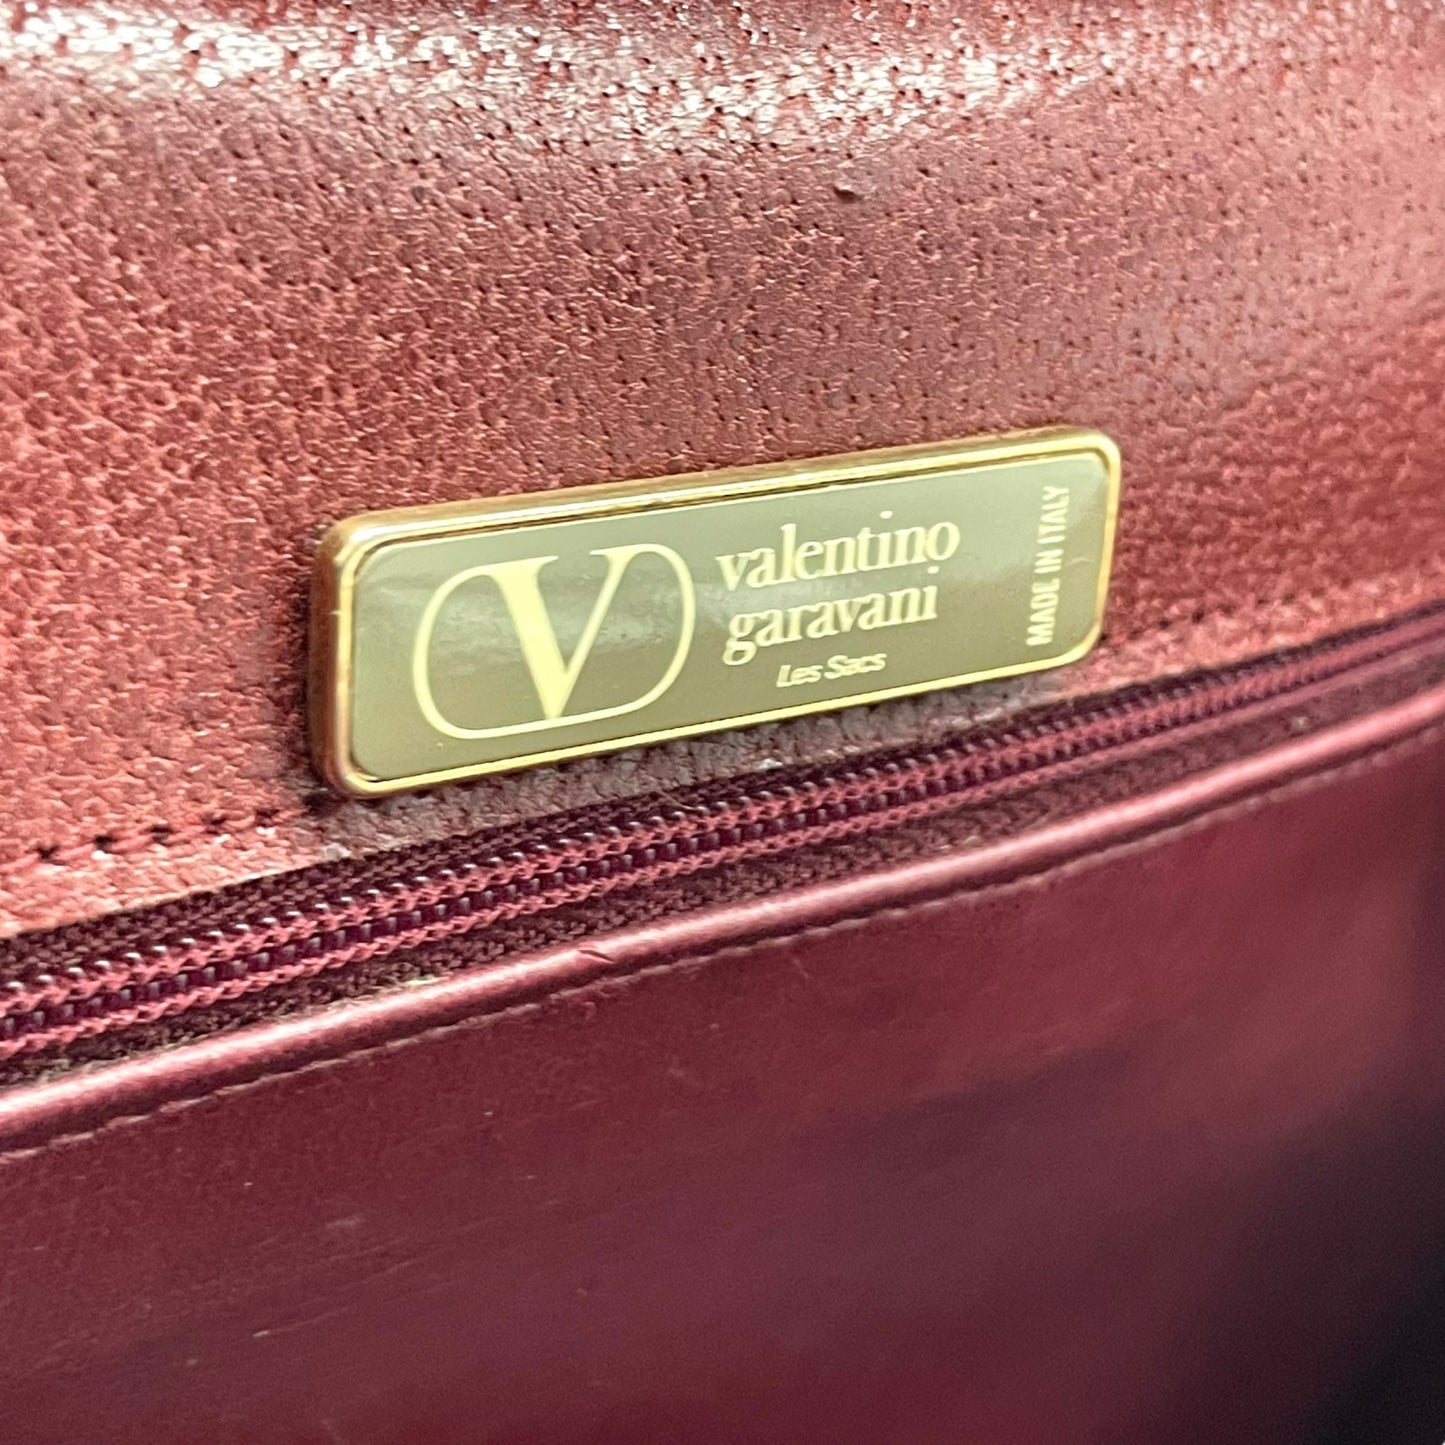 V
valentino
garavani
Les Sacs
MADE IN ITALY